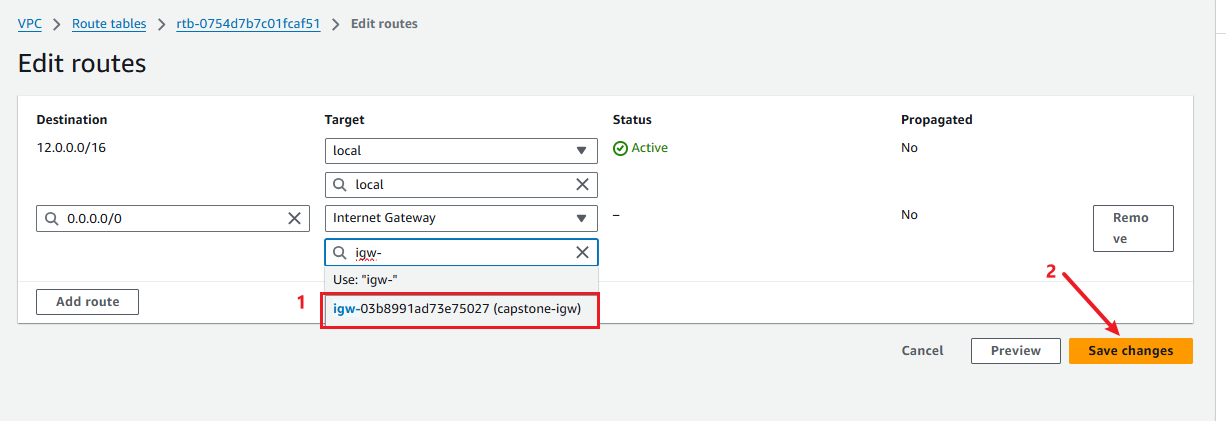 VPC > Route tables > rtb-0754d7b7c01fcaf51 > Edit routes
Edit routes
Destination Target Status Propagated
12.0.0.0/16 local Active No
local
0.0.0.0/0 Internet Gateway – No Remo
ve
igw-
Use: "igw-"
Add route 1 igw-03b8991ad73e75027 (capstone-igw)
2
Cancel Preview Save changes